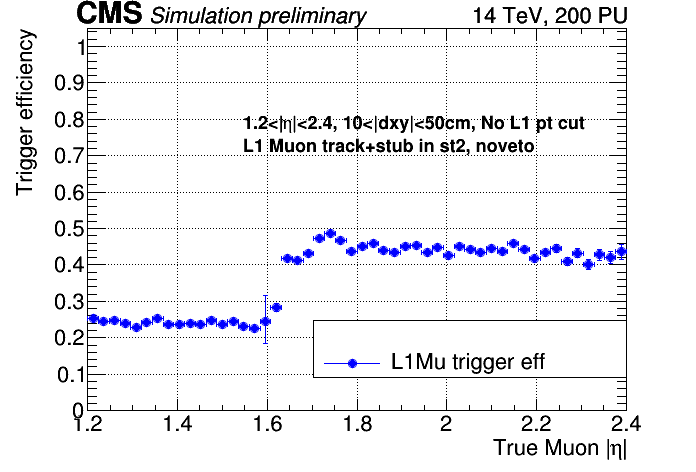 CMS Simulation preliminary 14 TeV, 200 PU
Trigger efficiency
1
0.9
0.8
1.2<|η|<2.4, 10<|dxy|<50cm, No L1 pt cut
0.7
L1 Muon track+stub in st2, noveto
0.6
0.5
0.4
0.3
0.2
0.1
L1Mu trigger eff
0
1.2 1.4 1.6 1.8 2 2.2 2.4
True Muon |η|